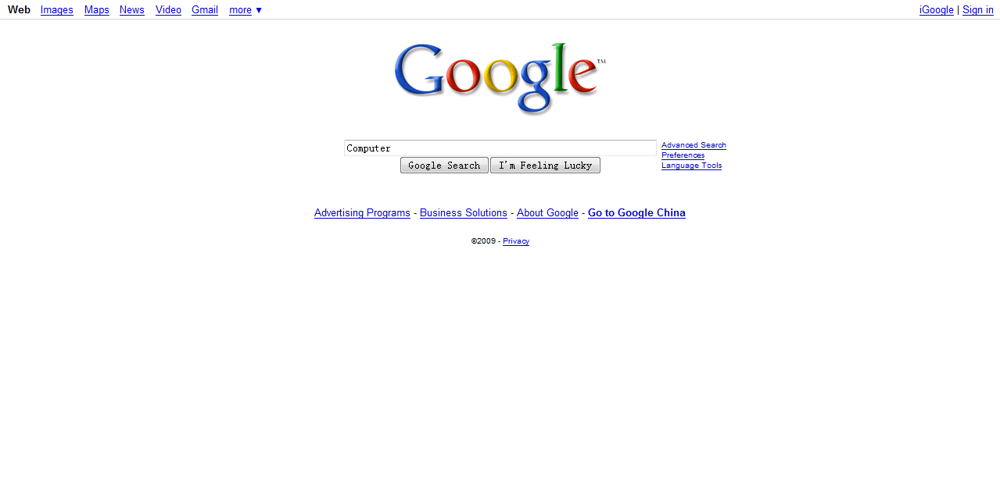 Web Images Maps News Video Gmail more ▼ iGoogle | Sign in
Google™
Computer
Advanced Search
Preferences
Language Tools
Google Search I'm Feeling Lucky
Advertising Programs - Business Solutions - About Google - Go to Google China
©2009 - Privacy